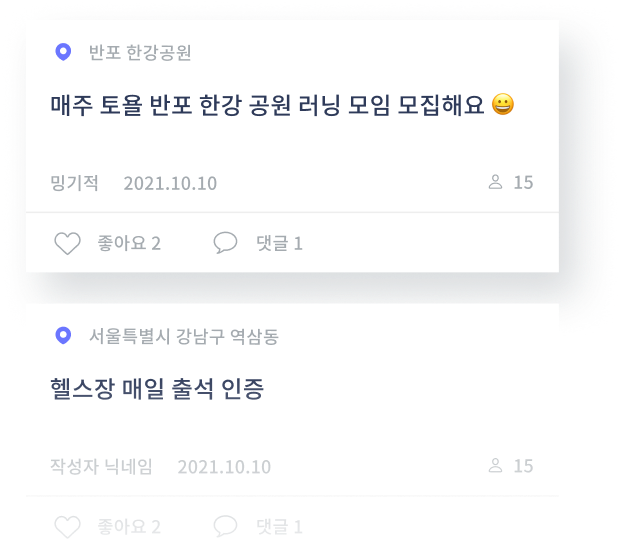 반포 한강공원
매주 토욜 반포 한강 공원 러닝 모임 모집해요 😀
밍기적 2021.10.10 15
좋아요 2 댓글 1
서울특별시 강남구 역삼동
헬스장 매일 출석 인증
작성자 닉네임 2021.10.10 15
좋아요 2 댓글 1